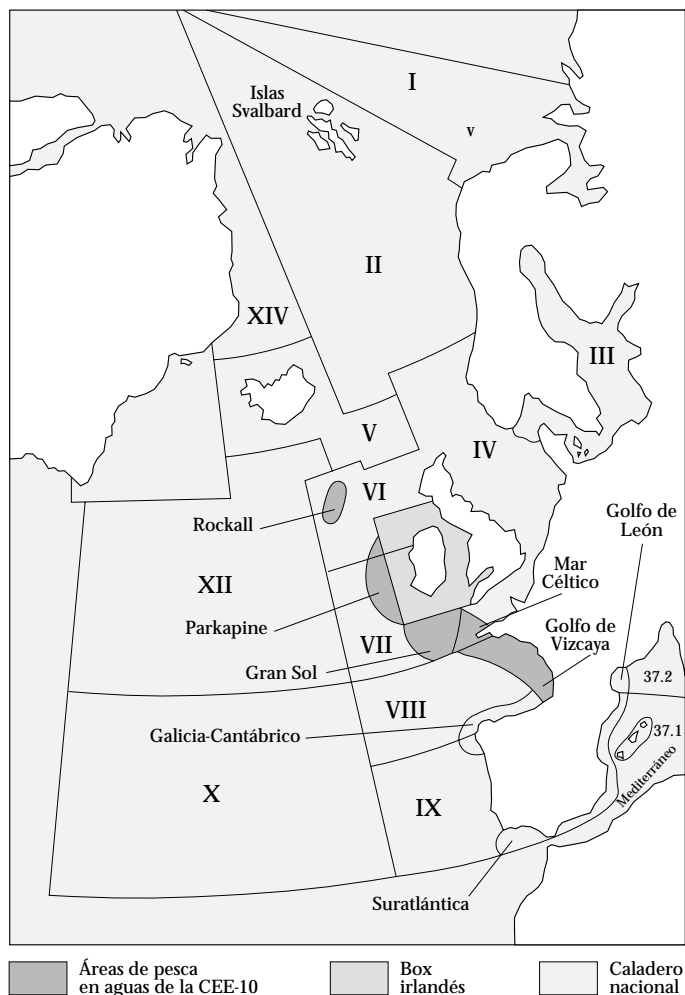 I
Islas
Svalbard
v
II
XIV
III
V
IV
VI
Golfo de
León
Rockall
Mar
Céltico
XII
Parkapine
Golfo de
Vizcaya
VII
Gran Sol
37.2
VIII
Galicia-Cantábrico
37.1
Mediterráneo
X
IX
Suratlántica
Áreas de pesca
en aguas de la CEE-10
Box
irlandés
Caladero
nacional